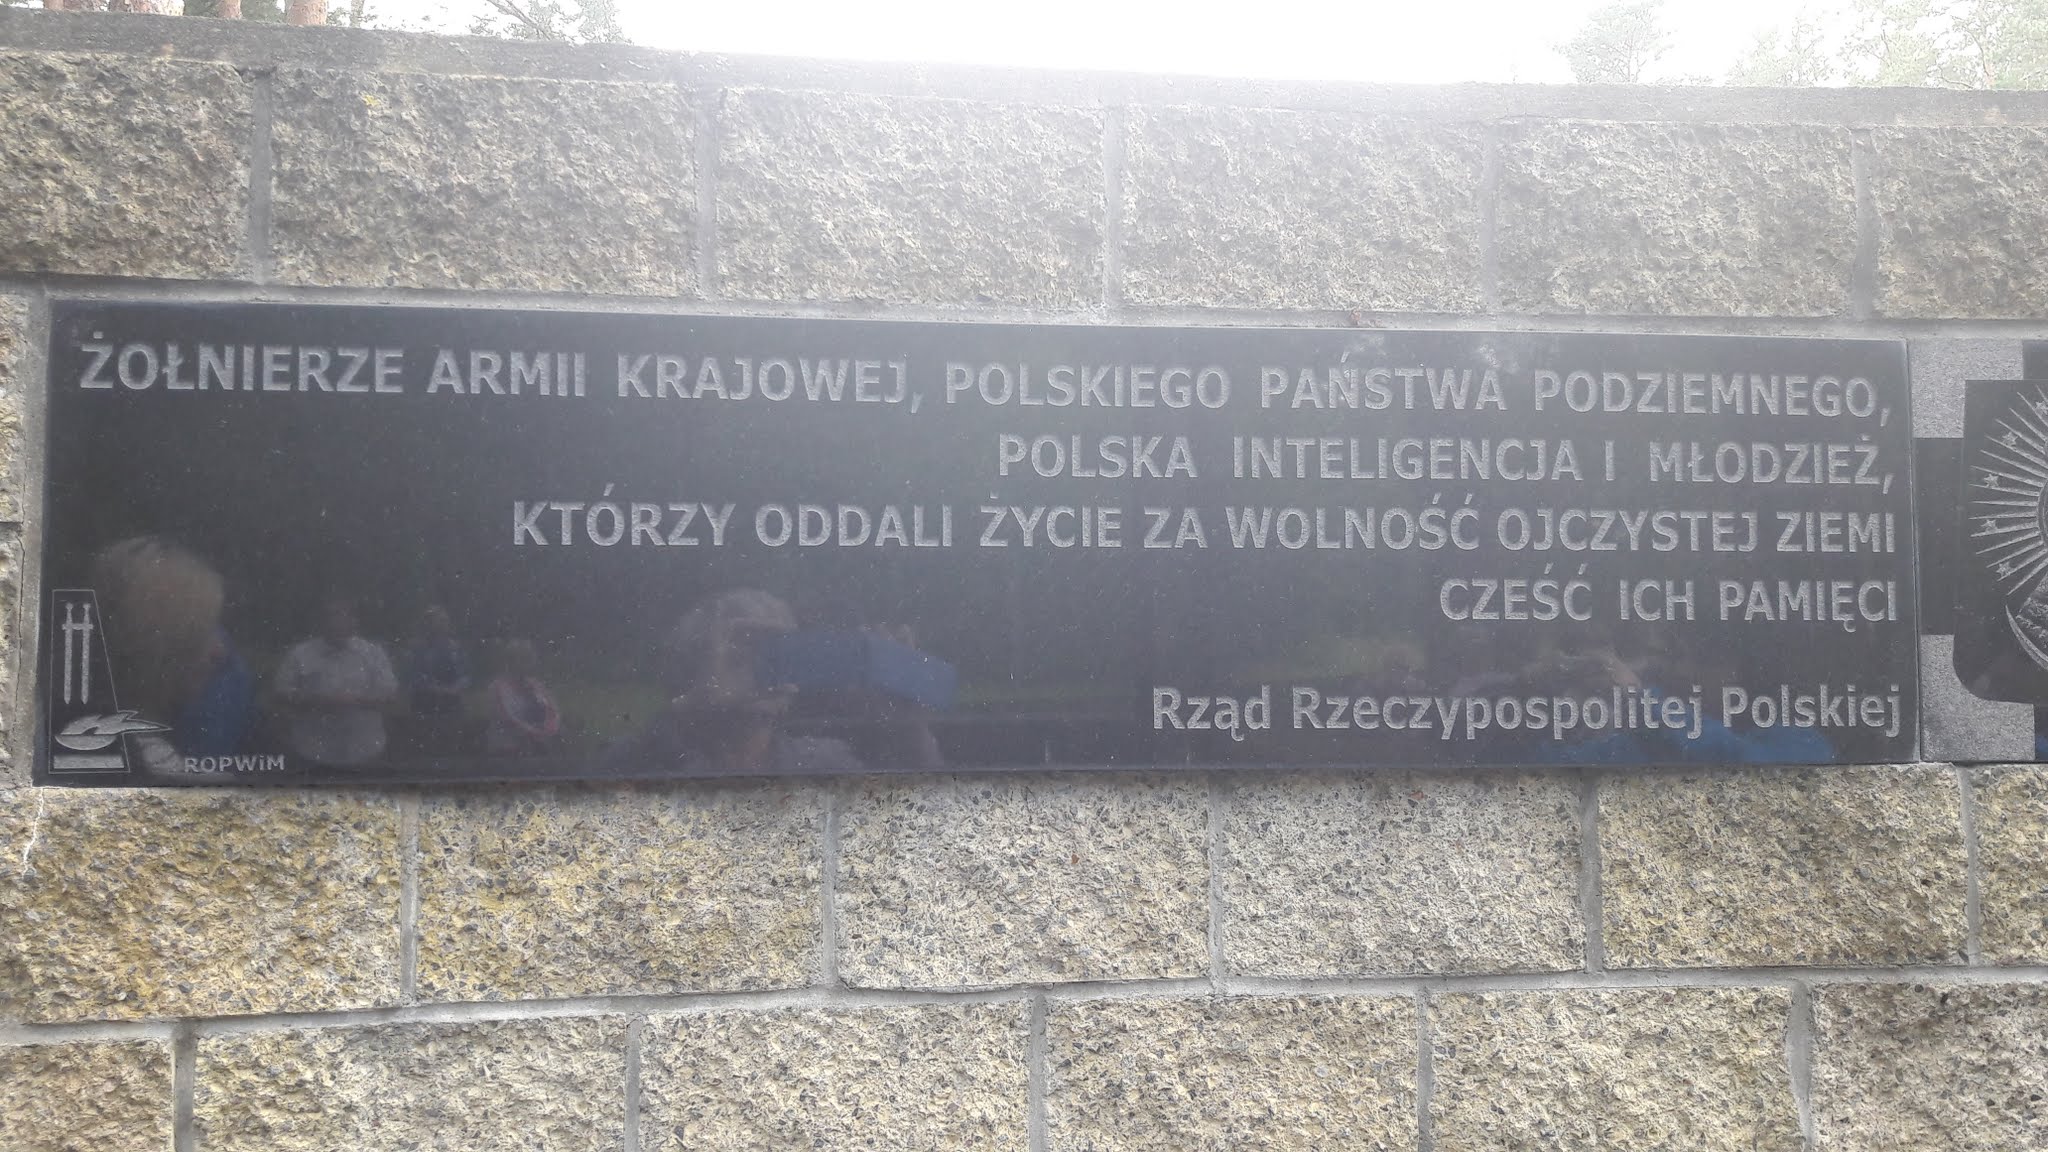 ŻOŁNIERZE ARMII KRAJOWEJ, POLSKIEGO PAŃSTWA PODZIEMNEGO,
POLSKA INTELIGENCJA I MŁODZIEŻ,
KTÓRZY ODDALI ŻYCIE ZA WOLNOŚĆ OJCZYSTEJ ZIEMI
CZEŚĆ ICH PAMIĘCI
Rząd Rzeczypospolitej Polskiej
ROPWiM